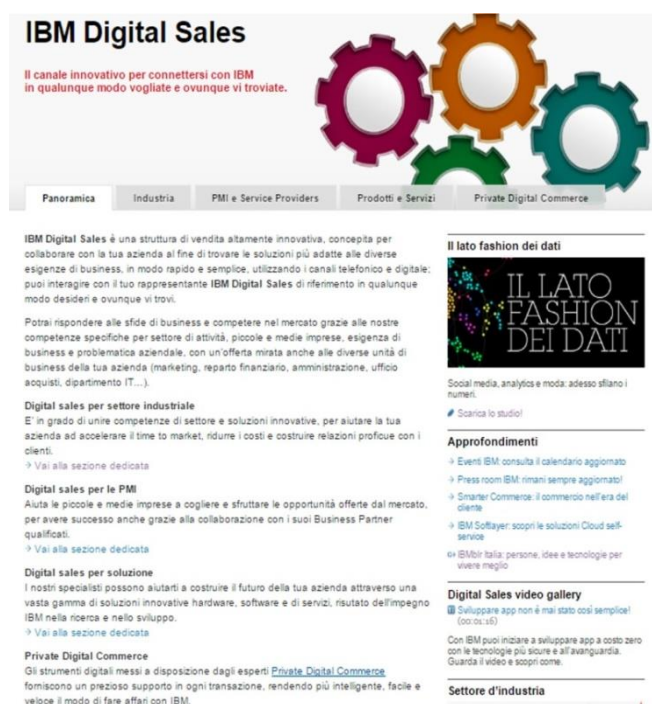 IBM Digital Sales
Il canale innovativo per connettersi con IBM
in qualunque modo vogliate e ovunque vi troviate.
Panoramica
Industria
PMI e Service Providers
Prodotti e Servizi
Private Digital Commerce
IBM Digital Sales è una struttura di vendita altamente innovativa, concepita per
collaborare con la tua azienda al fine di trovare le soluzioni più adatte alle diverse
esigenze di business, in modo rapido e semplice, utilizzando i canali telefonico e digitale;
puoi interagire con il tuo rappresentante IBM Digital Sales di riferimento in qualunque
modo desideri e ovunque vi trovi.
Potrai rispondere alle sfide di business e competere nel mercato grazie alle nostre
competenze specifiche per settore di attività, piccole e medie imprese, esigenza di
business e problematica aziendale, con un'offerta mirata anche alle diverse unità di
business della tua azienda (marketing, reparto finanziario, amministrazione, ufficio
acquisti, dipartimento IT...).
Digital sales per settore industriale
E' in grado di unire competenze di settore e soluzioni innovative, per aiutare la tua
azienda ad accelerare il time to market, ridurre i costi e costruire relazioni proficue con i
clienti.
Vai alla sezione dedicata
Digital sales per le PMI
Aiuta le piccole e medie imprese a cogliere e sfruttare le opportunità offerte dal mercato,
per avere successo anche grazie alla collaborazione con i suoi Business Partner
qualificati.
Vai alla sezione dedicata
Digital sales per soluzione
I nostri specialisti possono aiutarti a costruire il futuro della tua azienda attraverso una
vasta gamma di soluzioni innovative hardware, software e di servizi, risutato dell'impegno
IBM nella ricerca e nello sviluppo.
Vai alla sezione dedicata
Private Digital Commerce
Gli strumenti digitali messi a disposizione dagli esperti Private Digital Commerce
forniscono un prezioso supporto in ogni transazione, rendendo più intelligente, facile e
veloce il modo di fare affari con IBM.
Il lato fashion dei dati
IL LATO
FASHION
DEI DATI
Social media, analytics e moda: adesso sfilano i
numeri.
Scarica lo studio!
Approfondimenti
Eventi IBM: consulta il calendario aggiornato
Press room IBM: rimani sempre aggiornato!
Smarter Commerce: il commercio nell'era del
cliente
IBM Softlayer: scopri le soluzioni Cloud self-
service
IBMblr Italia: persone, idee e tecnologie per
vivere meglio
Digital Sales video gallery
Sviluppare app non è mai stato così semplice!
(00:01:16)
Con IBM puoi iniziare a sviluppare app a costo zero
con le tecnologie più sicure e all'avanguardia.
Guarda il video e scopri come.
Settore d'industria